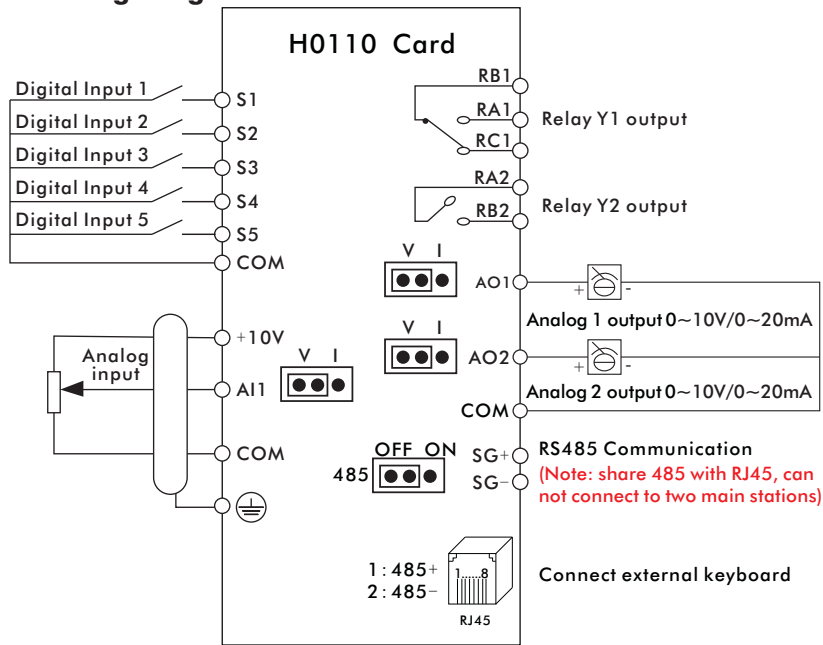 H0110 Card
Digital Input 1
S1
Digital Input 2
S2
Digital Input 3
S3
Digital Input 4
S4
Digital Input 5
S5
COM
+10V
Analog
input
AI1
COM
V I
RB1
RA1
RC1
Relay Y1 output
RA2
RB2
Relay Y2 output
V I
AO1
+ -
Analog 1 output 0~10V/0~20mA
V I
AO2
+ -
Analog 2 output 0~10V/0~20mA
COM
OFF ON
485
SG+
SG-
RS485 Communication
(Note: share 485 with RJ45, can
not connect to two main stations)
1:485+
2:485-
1......8
RJ45
Connect external keyboard